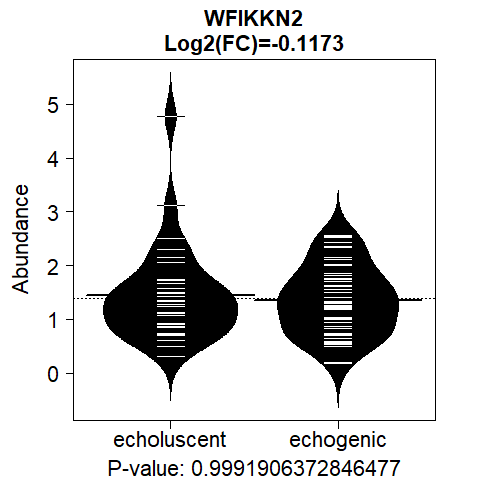 WFIKKN2
Log2(FC)=-0.1173
Abundance
5
4
3
2
1
0
echoluscent echogenic
P-value: 0.9991906372846477